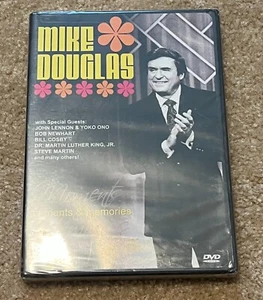 MIKE
DOUGLAS
with Special Guests:
JOHN LENNON & YOKO ONO
BOB NEWHART
BILL COSBY
DR. MARTIN LUTHER KING, JR.
STEVE MARTIN
and many others!
& Memories
DVD